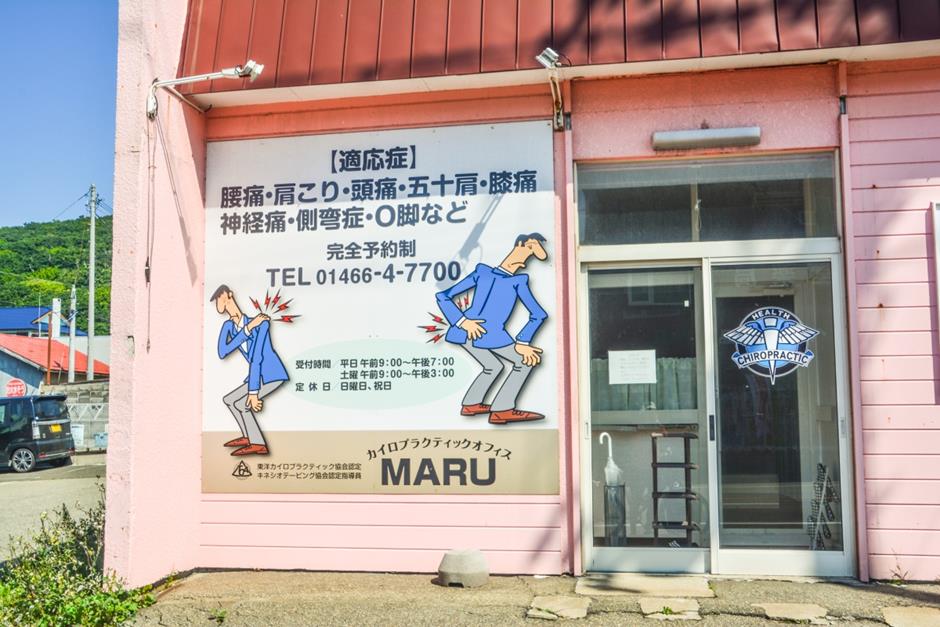 【適応症】
腰痛・肩こり・頭痛・五十肩・膝痛
神経痛・側弯症・O脚など
完全予約制
TEL 01466-4-7700
受付時間 平日 午前9:00〜午後7:00
土曜 午前9:00〜午後3:00
定休日 日曜日、祝日
カイロプラクティックオフィス
MARU
東洋カイロプラクティック協会認定
キネシオテーピング協会認定指導員
HEALTH
CHIROPRACTIC